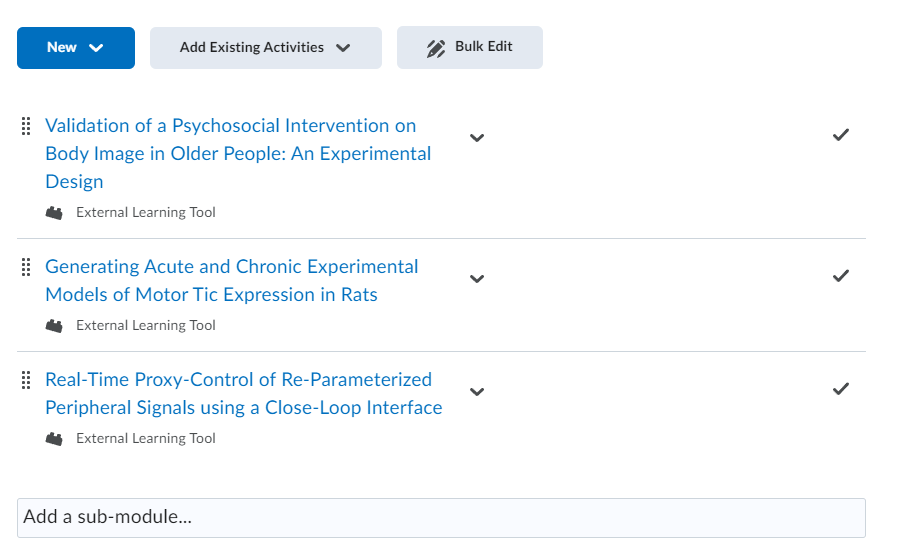 New
Add Existing Activities
Bulk Edit
Validation of a Psychosocial Intervention on
Body Image in Older People: An Experimental
Design
External Learning Tool
Generating Acute and Chronic Experimental
Models of Motor Tic Expression in Rats
External Learning Tool
Real-Time Proxy-Control of Re-Parameterized
Peripheral Signals using a Close-Loop Interface
External Learning Tool
Add a sub-module...